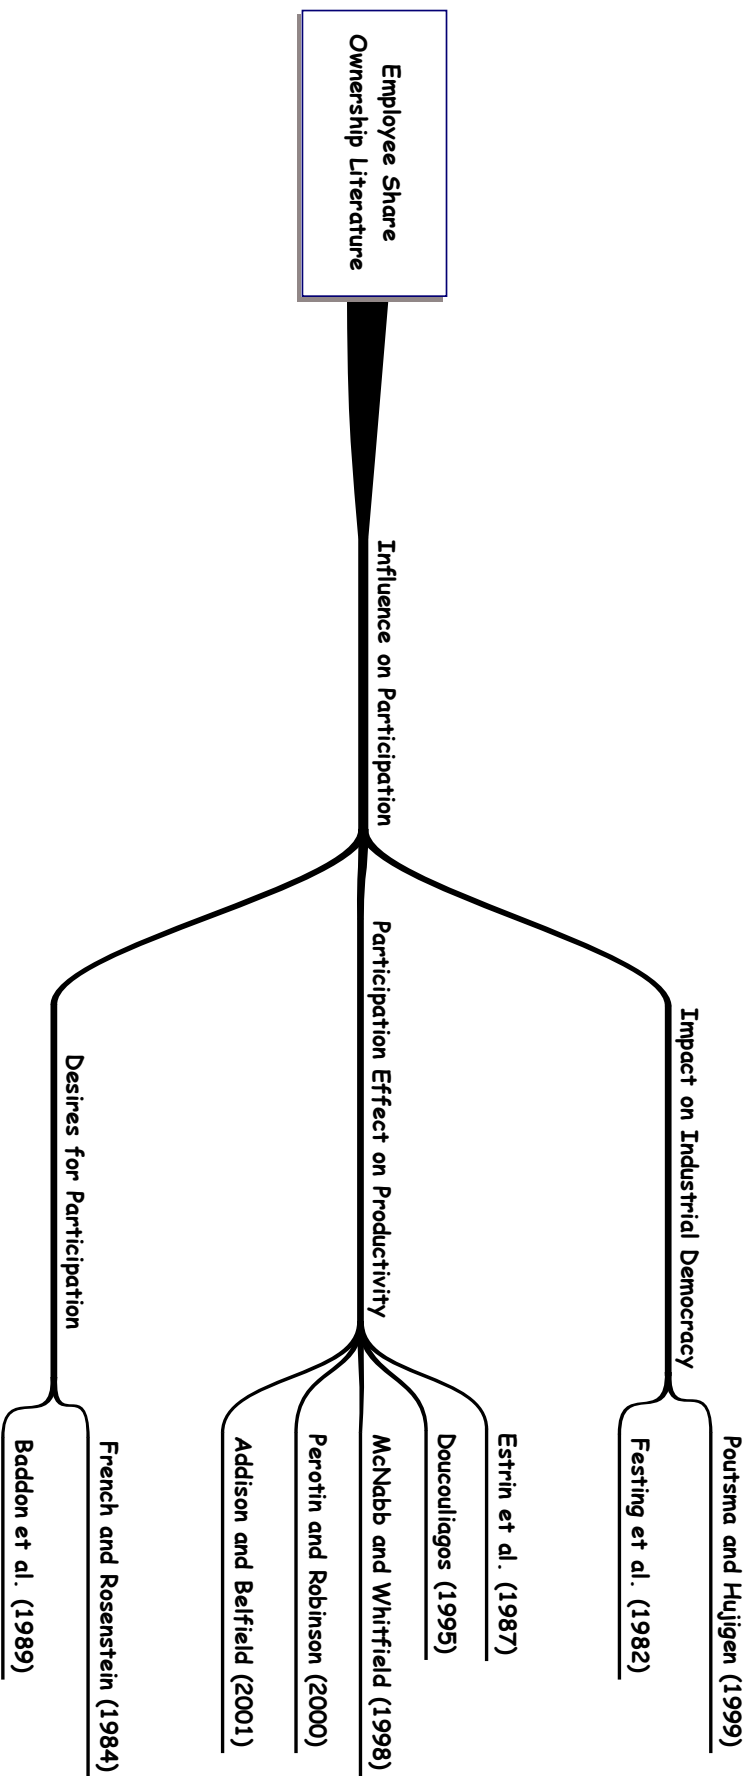 Employee Share
Ownership Literature
Influence on Participation
Impact on Industrial Democracy
Poutsma and Hujigen (1999)
Festing et al. (1982)
Participation Effect on Productivity
Estrin et al. (1987)
Doucouliagos (1995)
McNabb and Whitfield (1998)
Perotin and Robinson (2000)
Addison and Belfield (2001)
Desires for Participation
French and Rosenstein (1984)
Baddon et al. (1989)